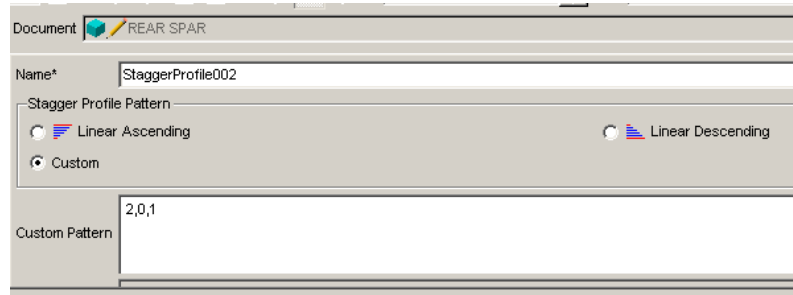 Document REAR SPAR
Name* StaggerProfile002
Stagger Profile Pattern
Linear Ascending Linear Descending
Custom
Custom Pattern 2,0,1